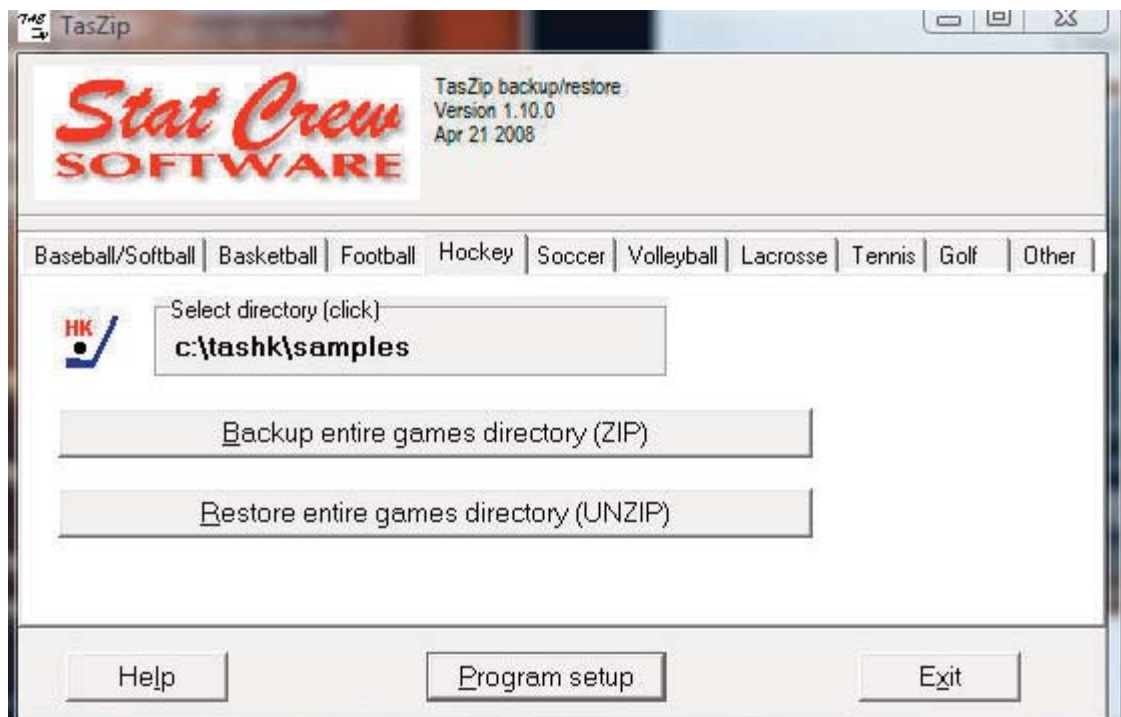 TAS
Zip
TasZip
Stat Crew
SOFTWARE
TasZip backup/restore
Version 1.10.0
Apr 21 2008
Baseball/Softball Basketball Football Hockey Soccer Volleyball Lacrosse Tennis Golf Other
HK
Select directory (click)
c:\tashk\samples
Backup entire games directory (ZIP)
Restore entire games directory (UNZIP)
Help Program setup Exit